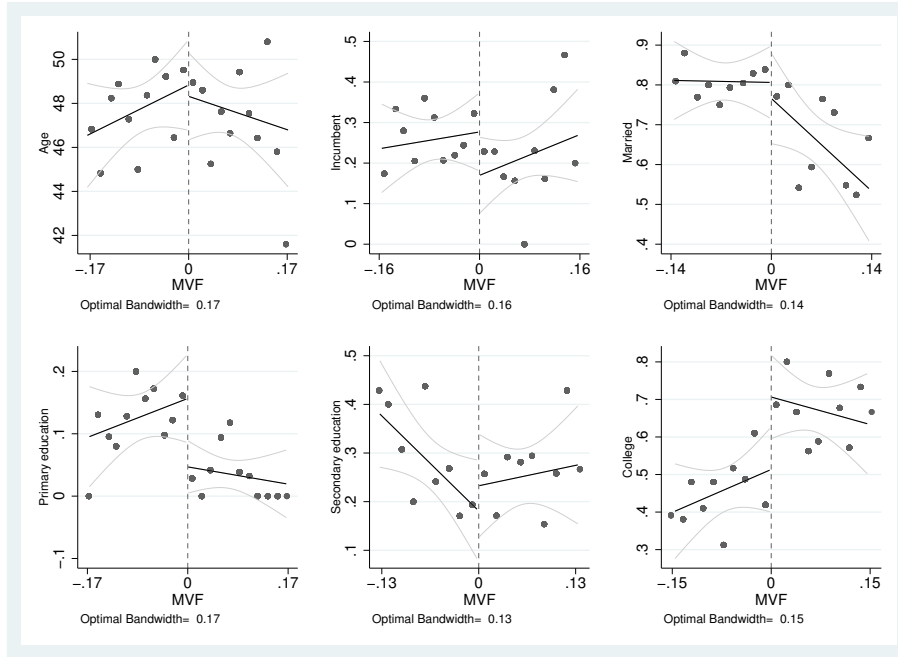 50
48
46
44
42
Age
−.17
0
.17
MVF
Optimal Bandwidth= 0.17
.5
.4
.3
.2
.1
0
Incumbent
−.16
0
.16
MVF
Optimal Bandwidth= 0.16
.9
.8
.7
.6
.5
.4
Married
−.14
0
.14
MVF
Optimal Bandwidth= 0.14
.2
.1
0
−.1
Primary education
−.17
0
.17
MVF
Optimal Bandwidth= 0.17
.5
.4
.3
.2
.1
Secondary education
−.13
0
.13
MVF
Optimal Bandwidth= 0.13
.8
.7
.6
.5
.4
.3
College
−.15
0
.15
MVF
Optimal Bandwidth= 0.15